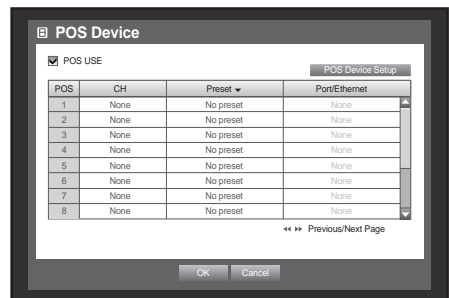 POS Device
POS USE
POS Device Setup
POS CH Preset Port/Ethernet
1 None No preset None
2 None No preset None
3 None No preset None
4 None No preset None
5 None No preset None
6 None No preset None
7 None No preset None
8 None No preset None
Previous/Next Page
OK Cancel